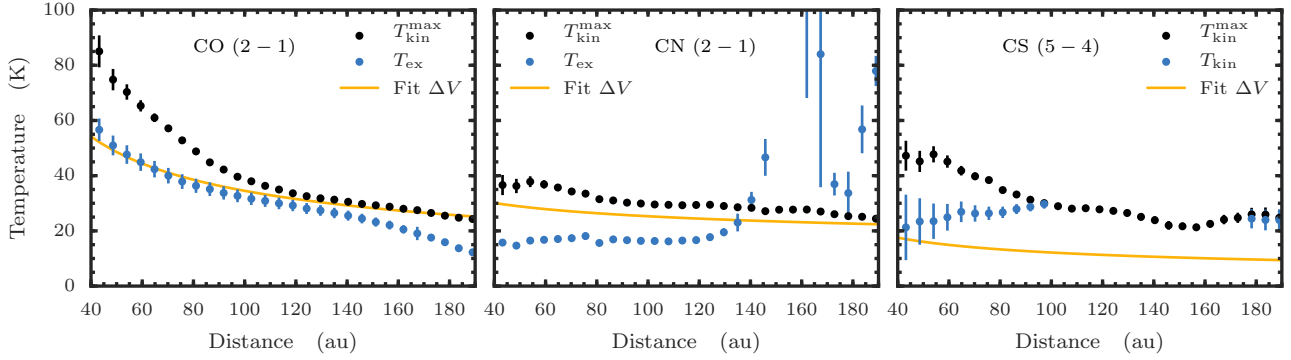 100
80
60
40
20
0
Temperature (K)
CO (2 − 1)
T_kin^max
T_ex
Fit ΔV
40 60 80 100 120 140 160 180
Distance (au)
CN (2 − 1)
T_kin^max
T_ex
Fit ΔV
40 60 80 100 120 140 160 180
Distance (au)
CS (5 − 4)
T_kin^max
T_kin
Fit ΔV
40 60 80 100 120 140 160 180
Distance (au)